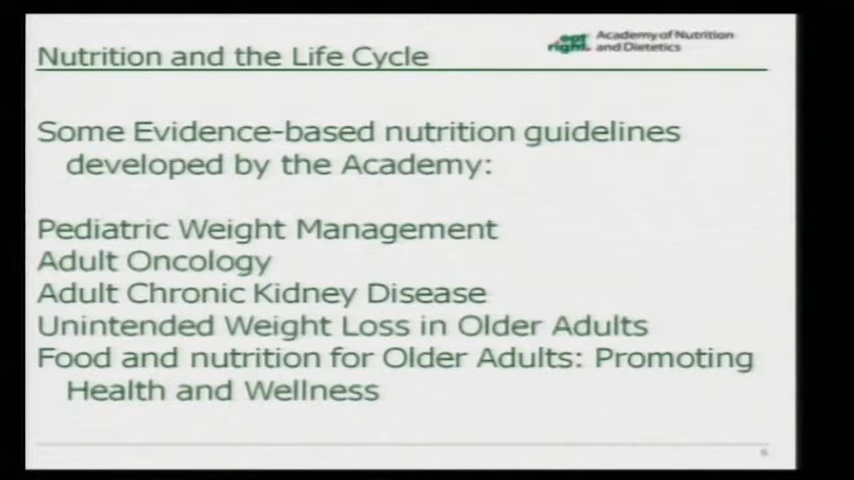 Nutrition and the Life Cycle
eat
right.
Academy of Nutrition
and Dietetics
Some Evidence-based nutrition guidelines
developed by the Academy:
Pediatric Weight Management
Adult Oncology
Adult Chronic Kidney Disease
Unintended Weight Loss in Older Adults
Food and nutrition for Older Adults: Promoting
Health and Wellness